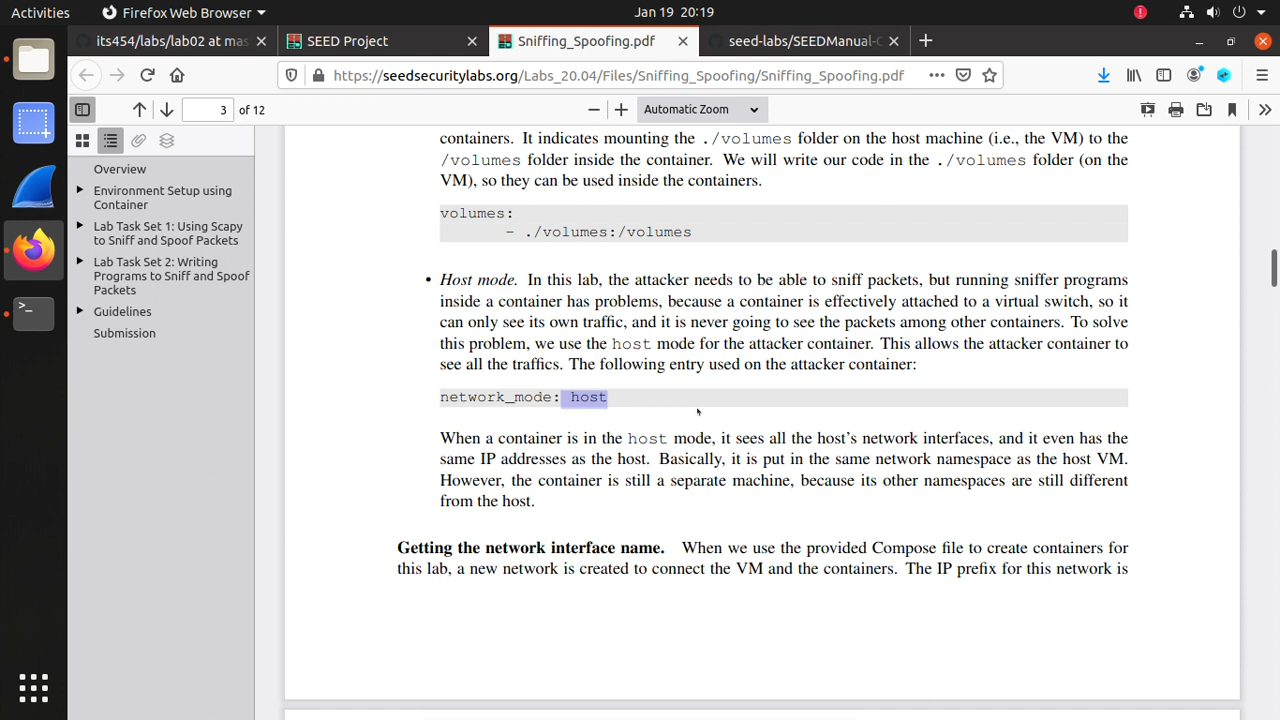 Activities
Firefox Web Browser
Jan 19 20:19
its454/labs/lab02 at mas
SEED Project
Sniffing_Spoofing.pdf
seed-labs/SEEDManual-C
https://seedsecuritylabs.org/Labs_20.04/Files/Sniffing_Spoofing/Sniffing_Spoofing.pdf
3 of 12
Automatic Zoom
Overview
Environment Setup using
Container
Lab Task Set 1: Using Scapy
to Sniff and Spoof Packets
Lab Task Set 2: Writing
Programs to Sniff and Spoof
Packets
Guidelines
Submission
containers. It indicates mounting the ./volumes folder on the host machine (i.e., the VM) to the
/volumes folder inside the container. We will write our code in the ./volumes folder (on the
VM), so they can be used inside the containers.
volumes:
- ./volumes:/volumes
• Host mode. In this lab, the attacker needs to be able to sniff packets, but running sniffer programs
inside a container has problems, because a container is effectively attached to a virtual switch, so it
can only see its own traffic, and it is never going to see the packets among other containers. To solve
this problem, we use the host mode for the attacker container. This allows the attacker container to
see all the traffics. The following entry used on the attacker container:
network_mode: host
When a container is in the host mode, it sees all the host's network interfaces, and it even has the
same IP addresses as the host. Basically, it is put in the same network namespace as the host VM.
However, the container is still a separate machine, because its other namespaces are still different
from the host.
Getting the network interface name. When we use the provided Compose file to create containers for
this lab, a new network is created to connect the VM and the containers. The IP prefix for this network is